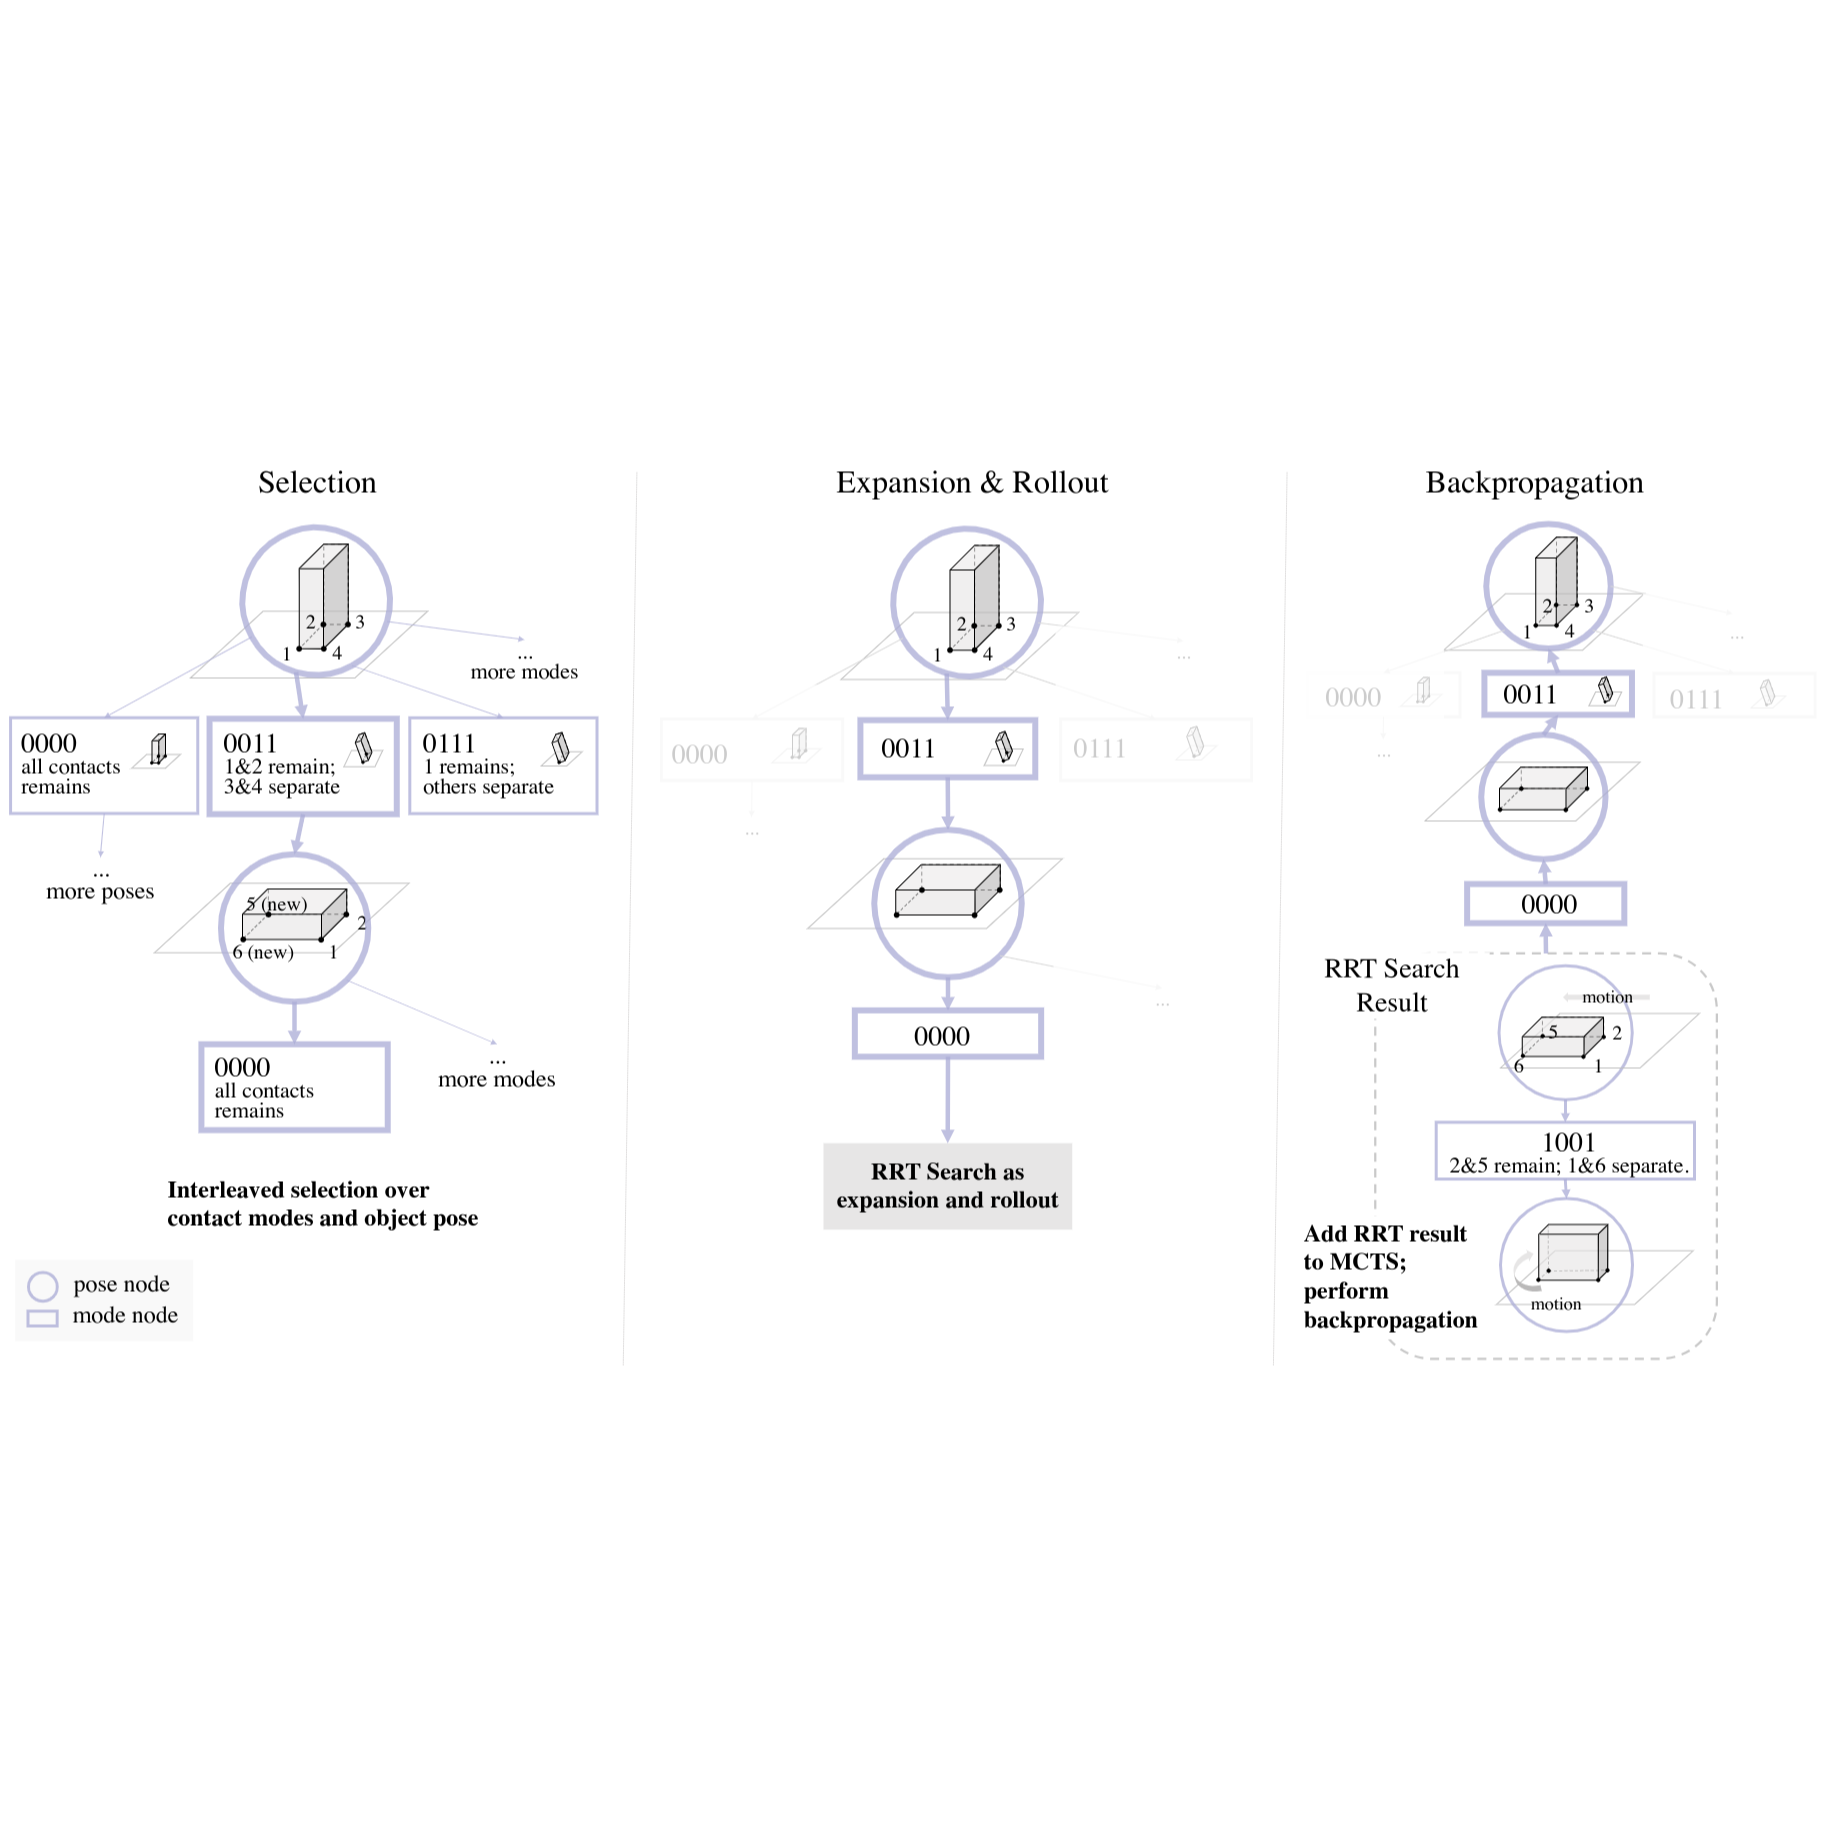 Selection
2
3
1
4
...
more modes
0000
all contacts
remains
0011
1&2 remain;
3&4 separate
0111
1 remains;
others separate
...
more poses
5 (new)
2
6 (new)
1
0000
all contacts
remains
...
more modes
Interleaved selection over
contact modes and object pose
pose node
mode node
Expansion & Rollout
2
3
1
4
...
0000
0011
0111
...
...
0000
RRT Search as
expansion and rollout
Backpropagation
2
3
1
4
...
0000
0011
0111
...
0000
RRT Search
Result
motion
5
2
6
1
1001
2&5 remain; 1&6 separate.
Add RRT result
to MCTS;
perform
backpropagation
motion